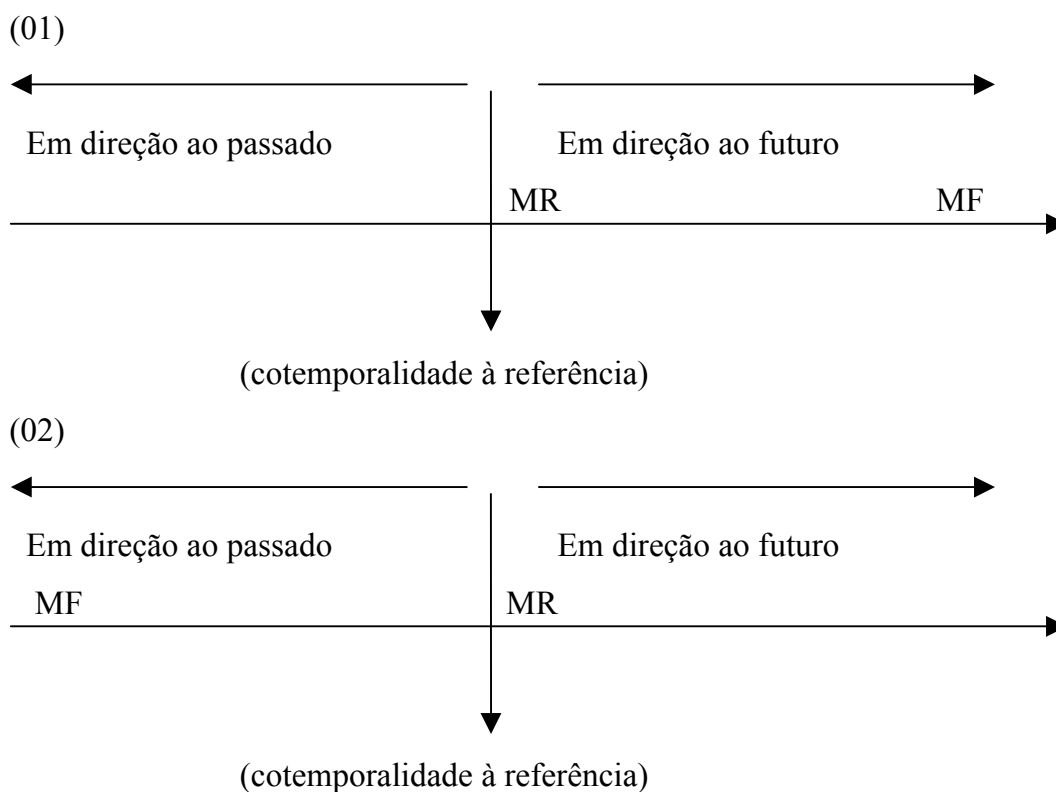 (01)
Em direção ao passado Em direção ao futuro
MR MF
(cotemporalidade à referência)
(02)
Em direção ao passado Em direção ao futuro
MF MR
(cotemporalidade à referência)